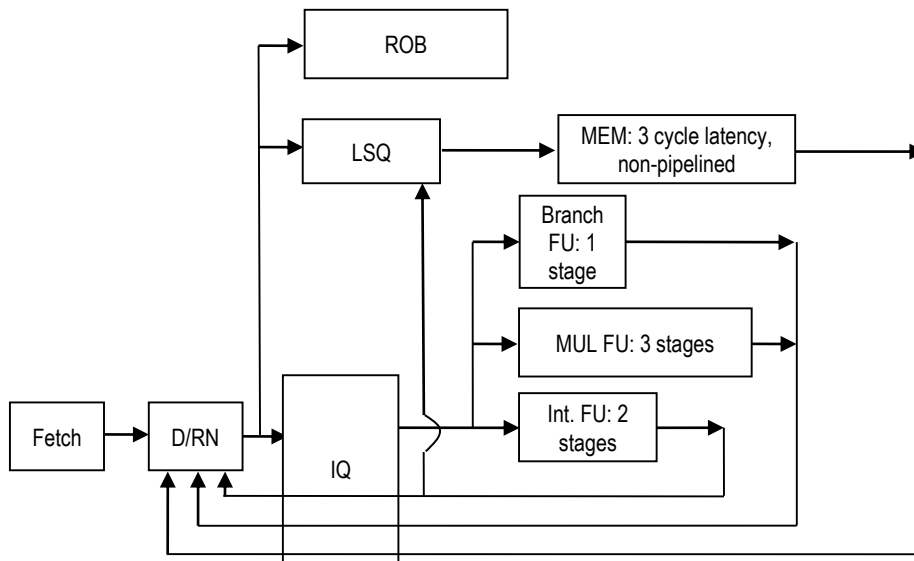 ROB
LSQ
MEM: 3 cycle latency,
non-pipelined
Branch
FU: 1
stage
MUL FU: 3 stages
Fetch
D/RN
IQ
Int. FU: 2
stages